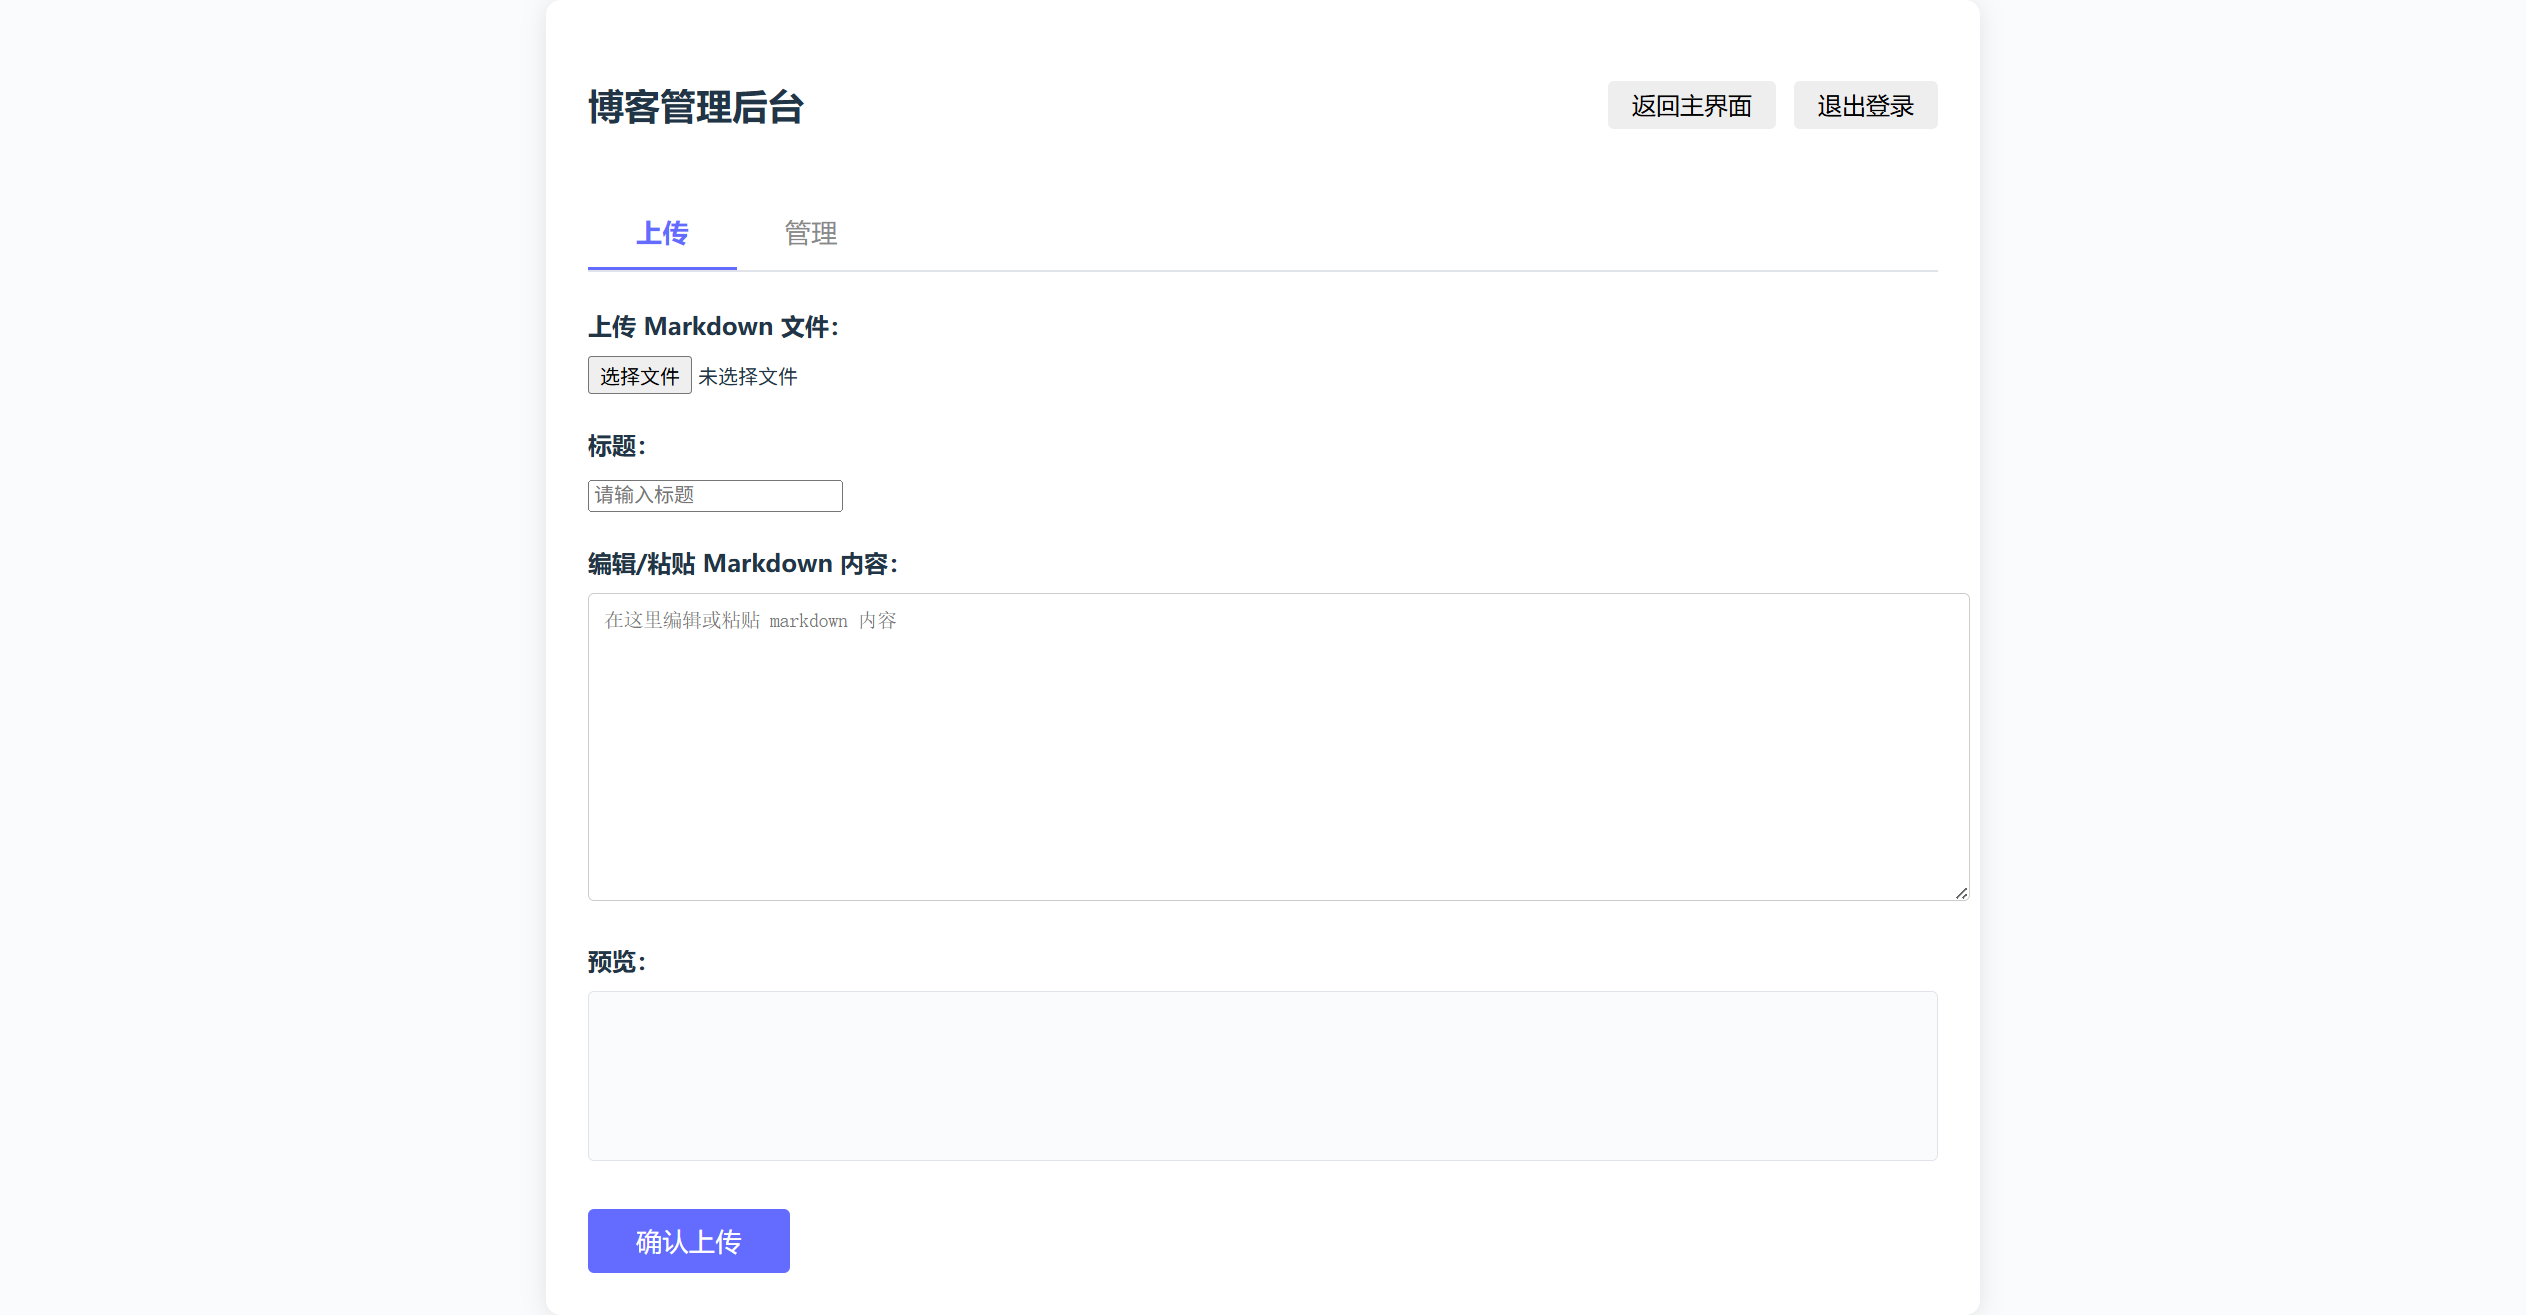 博客管理后台
返回主界面 退出登录
上传 管理
上传 Markdown 文件：
选择文件 未选择文件
标题：
请输入标题
编辑/粘贴 Markdown 内容：
在这里编辑或粘贴 markdown 内容
预览：
确认上传